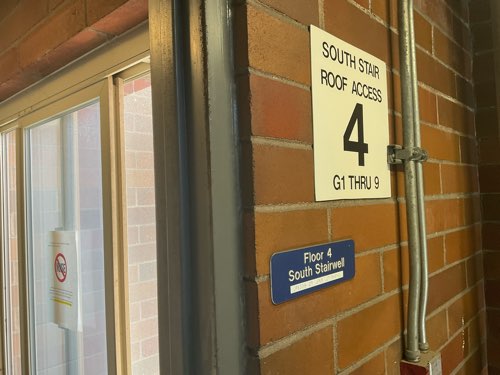 SOUTH STAIR
ROOF ACCESS
4
G1 THRU 9
Floor 4
South Stairwell